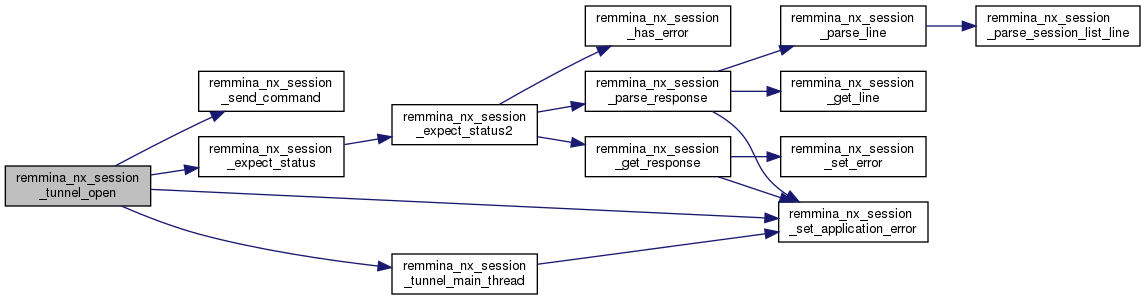 remmina_nx_session
_tunnel_open
remmina_nx_session
_send_command
remmina_nx_session
_expect_status
remmina_nx_session
_expect_status2
remmina_nx_session
_has_error
remmina_nx_session
_parse_response
remmina_nx_session
_parse_line
remmina_nx_session
_parse_session_list_line
remmina_nx_session
_get_line
remmina_nx_session
_get_response
remmina_nx_session
_set_error
remmina_nx_session
_set_application_error
remmina_nx_session
_tunnel_main_thread